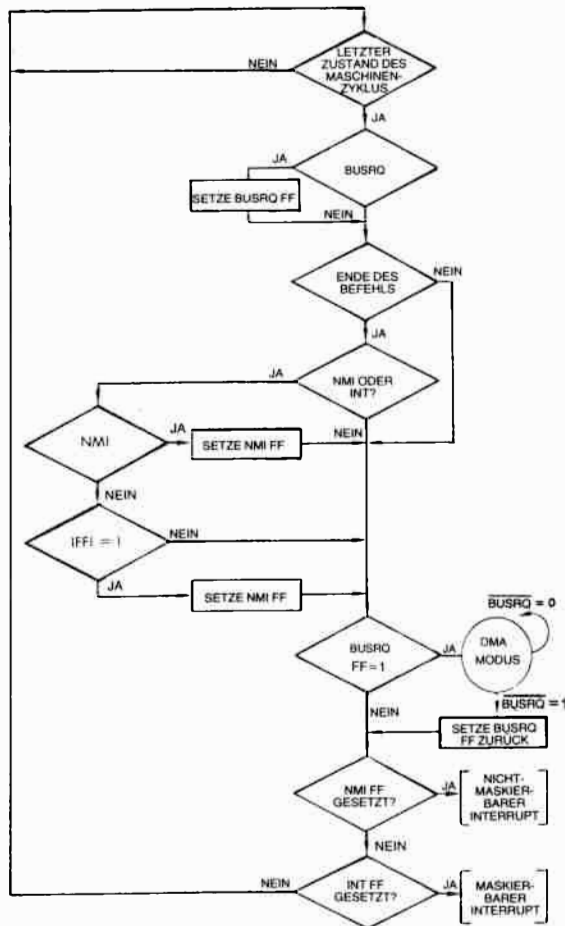 LETZTER
ZUSTAND DES
MASCHINEN-
ZYKLUS
NEIN
JA
BUSRQ
JA
SETZE BUSRQ FF
NEIN
ENDE DES
BEFEHLS
NEIN
JA
NMI ODER
INT?
JA
NEIN
NMI
JA
SETZE NMI FF
NEIN
IFFI = I
NEIN
JA
SETZE NMI FF
BUSRQ
FF=1
JA
DMA
MODUS
BUSRQ = 0
BUSRQ = 1
NEIN
SETZE BUSRQ
FF ZURÜCK
NMI FF
GESETZT?
JA
NICHT-
MASKIER-
BARER
INTERRUPT
NEIN
INT FF
GESETZT?
NEIN
JA
MASKIER-
BARER
INTERRUPT